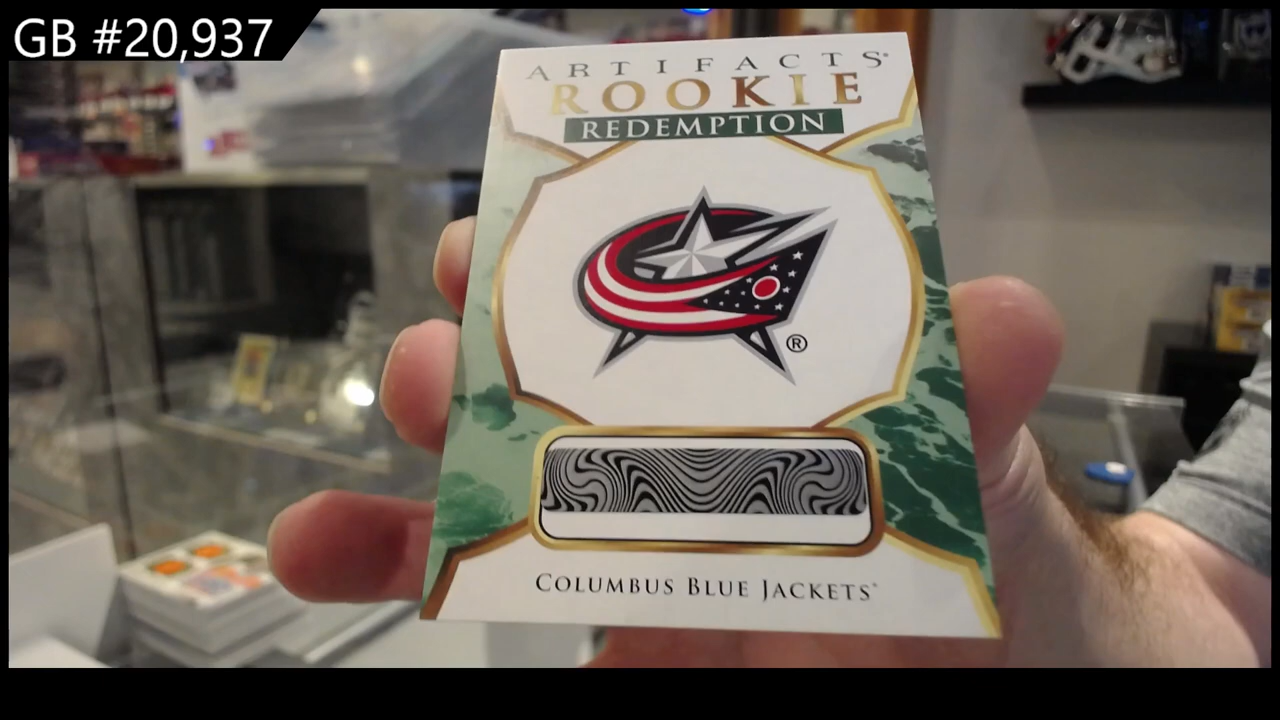 GB #20,937
ARTIFACTS
ROOKIE
REDEMPTION
®
COLUMBUS BLUE JACKETS